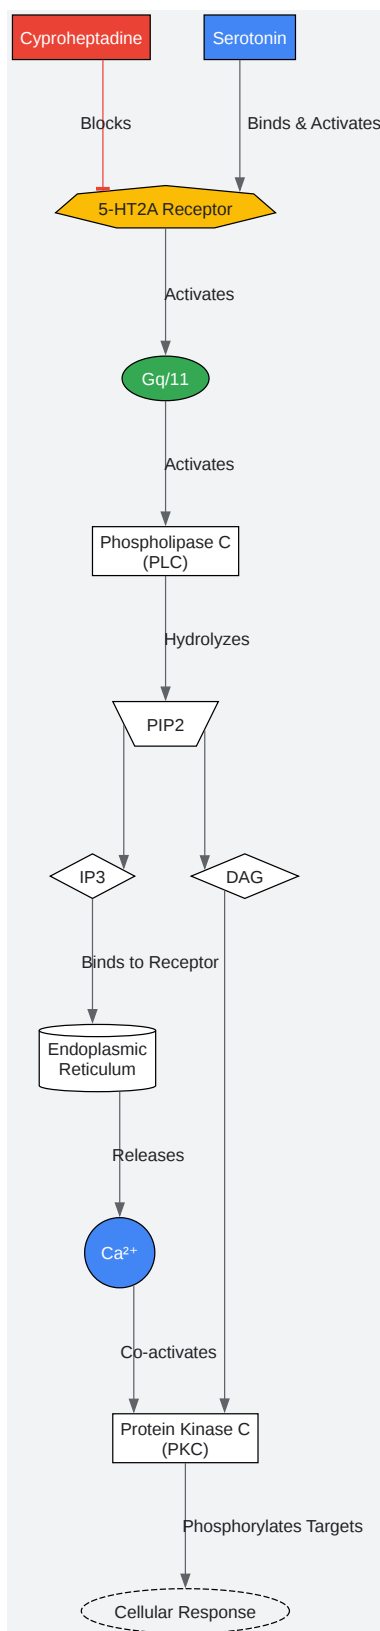 Cyproheptadine
Serotonin
Blocks
Binds & Activates
5-HT2A Receptor
Activates
Gq/11
Activates
Phospholipase C
(PLC)
Hydrolyzes
PIP2
IP3
DAG
Binds to Receptor
Endoplasmic
Reticulum
Releases
Ca²⁺
Co-activates
Protein Kinase C
(PKC)
Phosphorylates Targets
Cellular Response